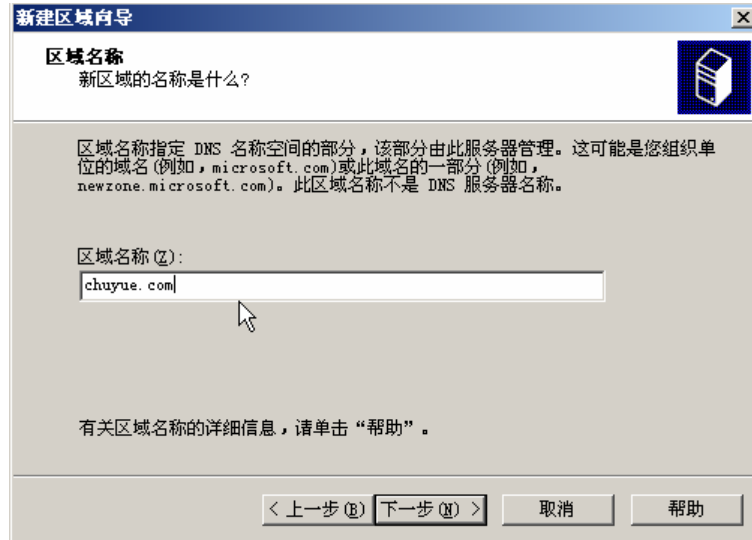 新建区域向导
区域名称
新区域的名称是什么?
区域名称指定 DNS 名称空间的部分，该部分由此服务器管理。这可能是您组织单
位的域名(例如，microsoft.com)或此域名的一部分(例如，
newzone.microsoft.com)。此区域名称不是 DNS 服务器名称。
区域名称(Z):
chuyue.com
有关区域名称的详细信息，请单击“帮助”。
< 上一步(B) 下一步(N) > 取消 帮助